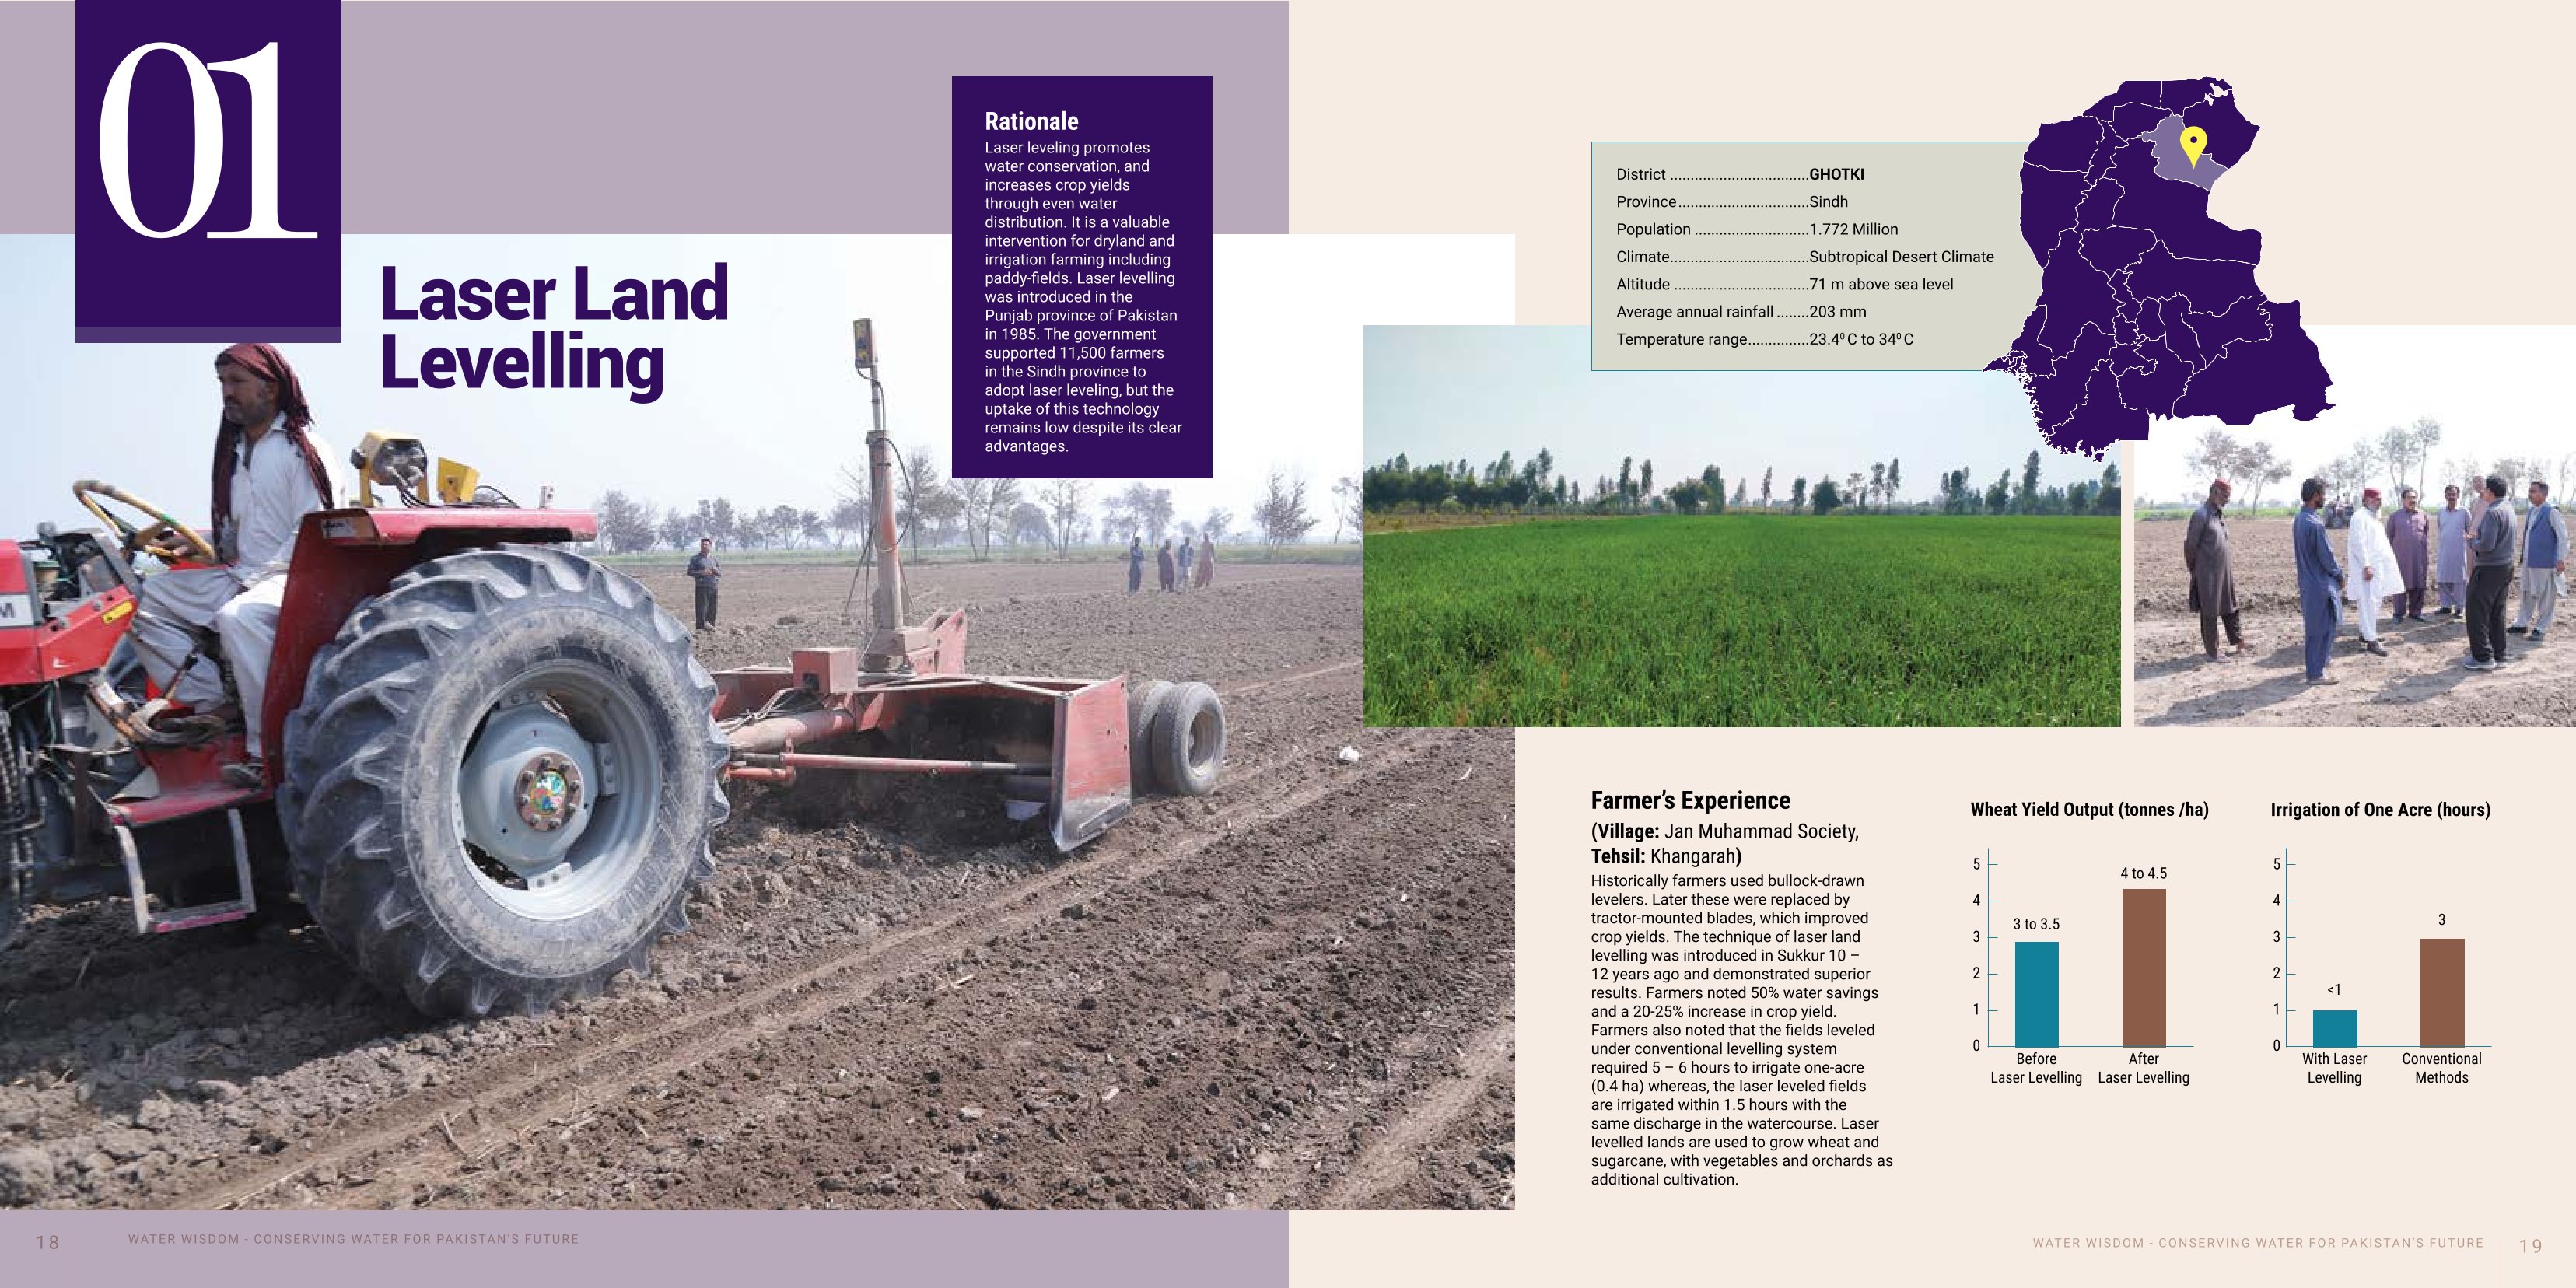 01
Laser Land
Levelling
Rationale
Laser leveling promotes
water conservation, and
increases crop yields
through even water
distribution. It is a valuable
intervention for dryland and
irrigation farming including
paddy-fields. Laser levelling
was introduced in the
Punjab province of Pakistan
in 1985. The government
supported 11,500 farmers
in the Sindh province to
adopt laser leveling, but the
uptake of this technology
remains low despite its clear
advantages.
M
18
WATER WISDOM - CONSERVING WATER FOR PAKISTAN'S FUTURE
District ..................................GHOTKI
Province................................Sindh
Population ............................1.772 Million
Climate..................................Subtropical Desert Climate
Altitude .................................71 m above sea level
Average annual rainfall ........203 mm
Temperature range...............23.4⁰ C to 34⁰ C
Farmer’s Experience
(Village: Jan Muhammad Society,
Tehsil: Khangarah)
Historically farmers used bullock-drawn
levelers. Later these were replaced by
tractor-mounted blades, which improved
crop yields. The technique of laser land
levelling was introduced in Sukkur 10 –
12 years ago and demonstrated superior
results. Farmers noted 50% water savings
and a 20-25% increase in crop yield.
Farmers also noted that the fields leveled
under conventional levelling system
required 5 – 6 hours to irrigate one-acre
(0.4 ha) whereas, the laser leveled fields
are irrigated within 1.5 hours with the
same discharge in the watercourse. Laser
levelled lands are used to grow wheat and
sugarcane, with vegetables and orchards as
additional cultivation.
Wheat Yield Output (tonnes /ha)
5
4
3
2
1
0
3 to 3.5
4 to 4.5
Before
Laser Levelling
After
Laser Levelling
Irrigation of One Acre (hours)
5
4
3
2
1
0
<1
3
With Laser
Levelling
Conventional
Methods
WATER WISDOM - CONSERVING WATER FOR PAKISTAN'S FUTURE
19